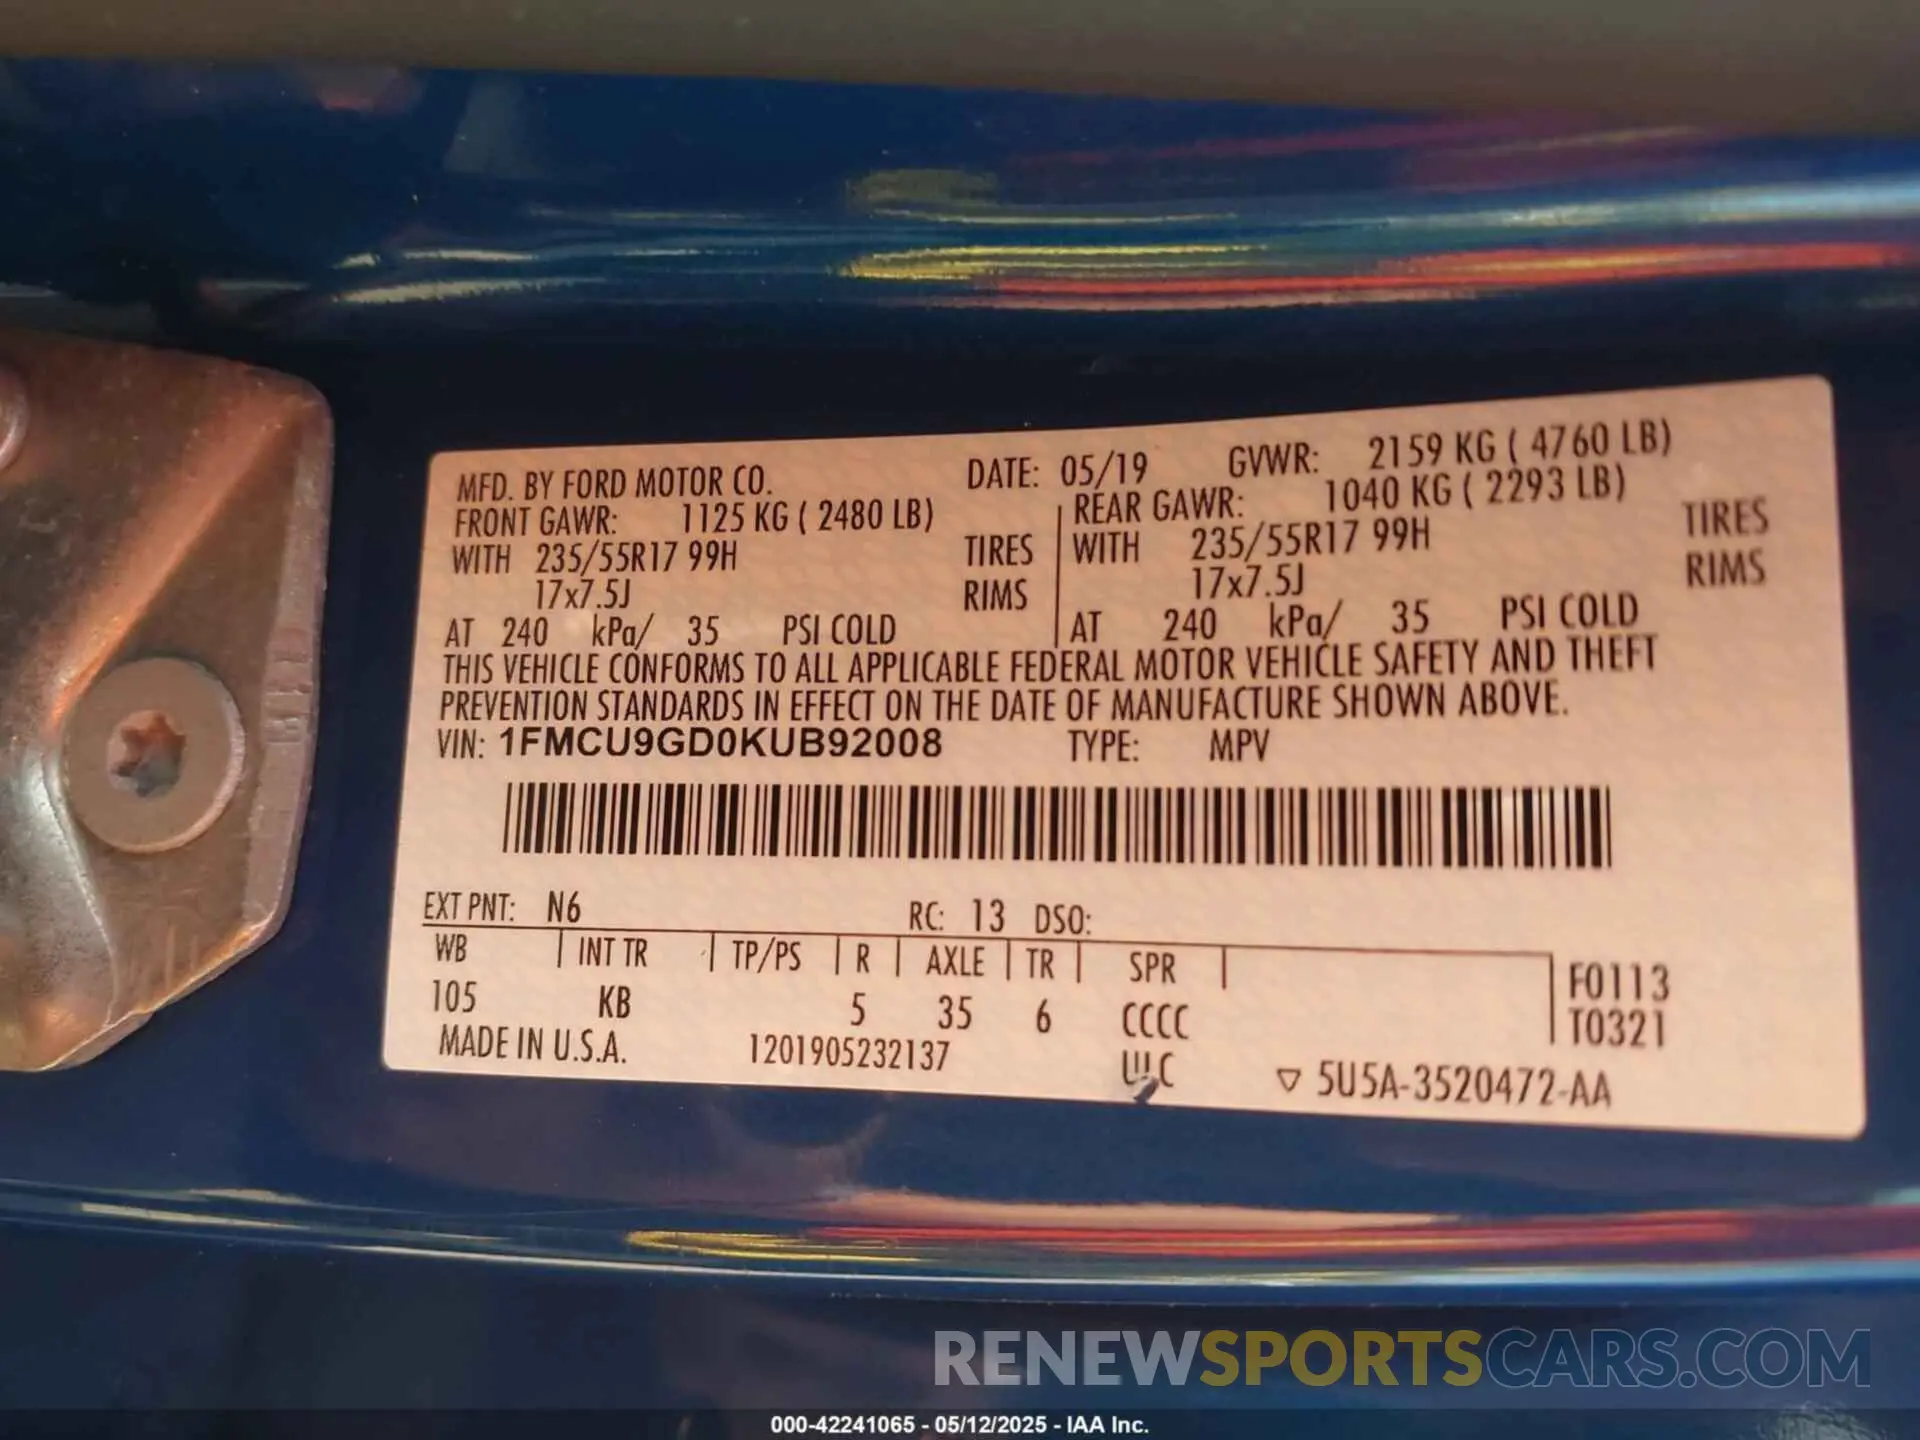 MFD. BY FORD MOTOR CO. DATE: 05/19 GVWR: 2159 KG ( 4760 LB)
FRONT GAWR: 1125 KG ( 2480 LB) REAR GAWR: 1040 KG ( 2293 LB)
WITH 235/55R17 99H TIRES WITH 235/55R17 99H TIRES
17x7.5J RIMS 17x7.5J RIMS
AT 240 kPa/ 35 PSI COLD AT 240 kPa/ 35 PSI COLD
THIS VEHICLE CONFORMS TO ALL APPLICABLE FEDERAL MOTOR VEHICLE SAFETY AND THEFT
PREVENTION STANDARDS IN EFFECT ON THE DATE OF MANUFACTURE SHOWN ABOVE.
VIN: 1FMCU9GD0KUB92008 TYPE: MPV
EXT PNT: N6 RC: 13 DSO:
WB INT TR TP/PS R AXLE TR SPR F0113
105 KB 5 35 6 CCCC T0321
MADE IN U.S.A. 1201905232137 ▽ 5U5A-3520472-AA
RENEWSPORTSCARS.COM
000-42241065 - 05/12/2025 - IAA Inc.